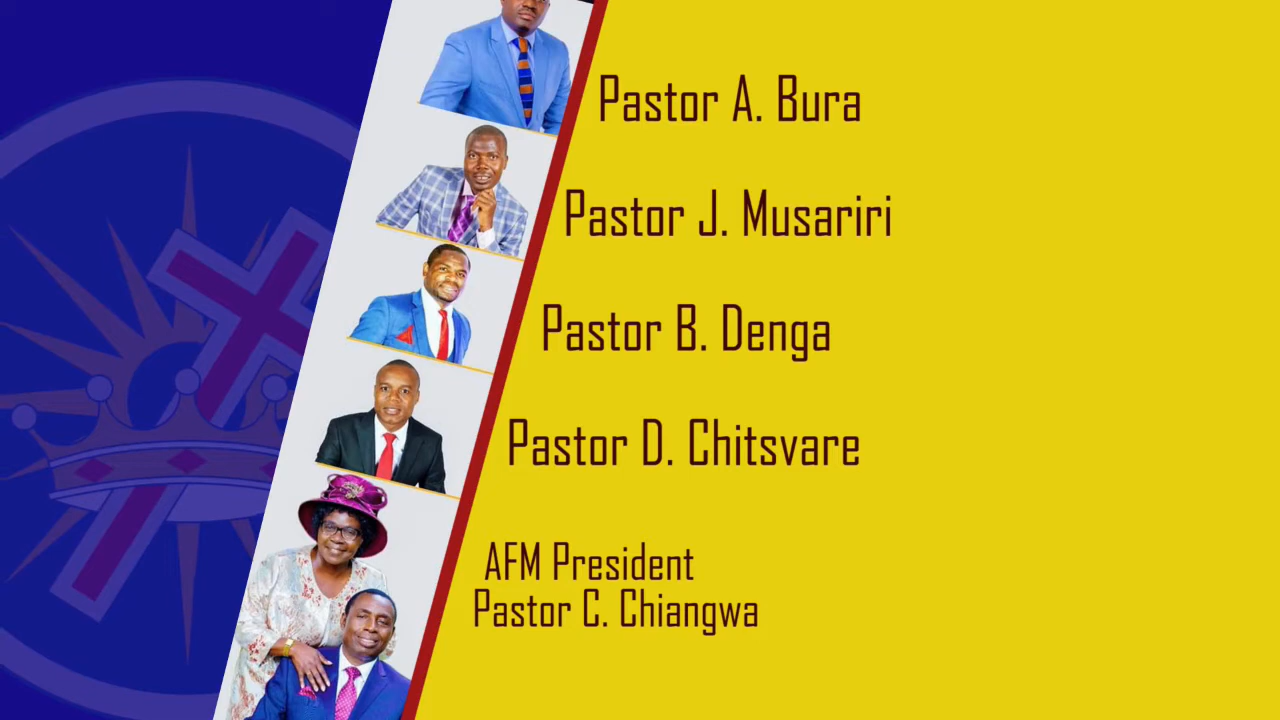 Pastor A. Bura
Pastor J. Musariri
Pastor B. Denga
Pastor D. Chitsvare
AFM President
Pastor C. Chiangwa